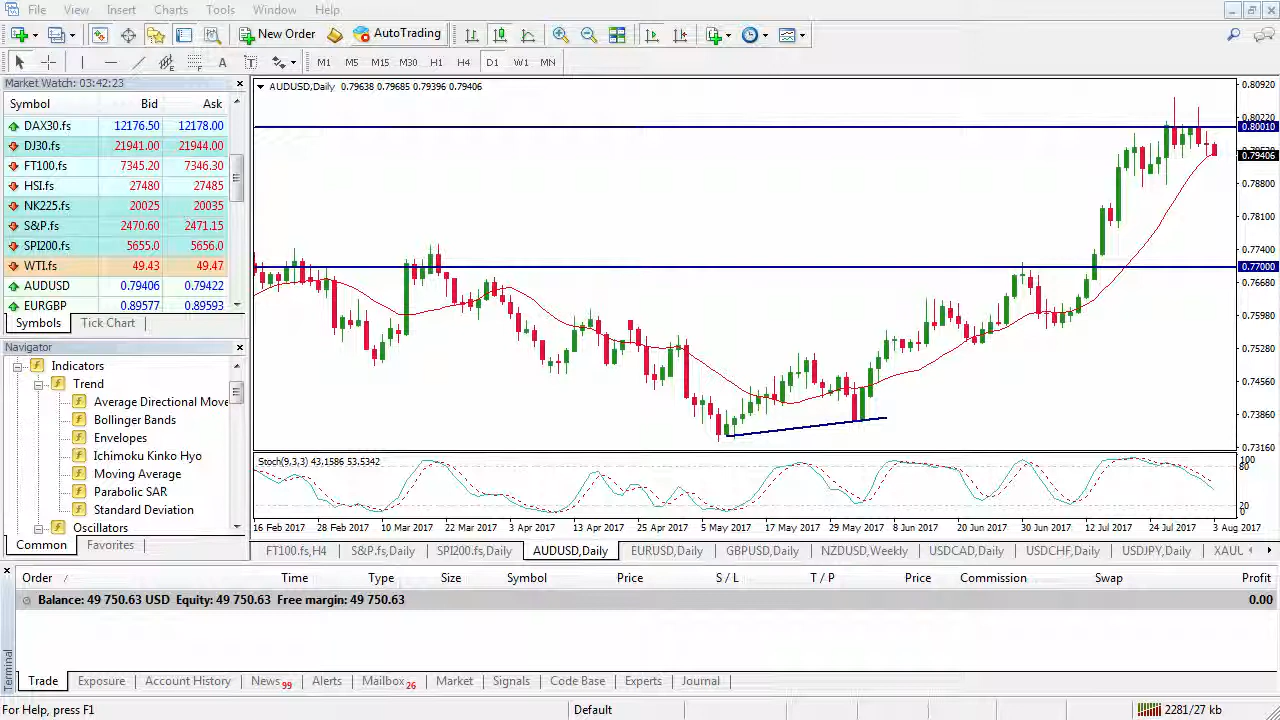 File View Insert Charts Tools Window Help
New Order AutoTrading
A T M1 M5 M15 M30 H1 H4 D1 W1 MN
Market Watch: 03:42:23
Symbol Bid Ask
DAX30.fs 12176.50 12178.00
DJ30.fs 21941.00 21944.00
FT100.fs 7345.20 7346.30
HSI.fs 27480 27485
NK225.fs 20025 20035
S&P.fs 2470.60 2471.15
SPI200.fs 5655.0 5656.0
WTI.fs 49.43 49.47
AUDUSD 0.79406 0.79422
EURGBP 0.89577 0.89593
Symbols Tick Chart
Navigator
Indicators
Trend
Average Directional Move
Bollinger Bands
Envelopes
Ichimoku Kinko Hyo
Moving Average
Parabolic SAR
Standard Deviation
Oscillators
Common Favorites
AUDUSD,Daily 0.79638 0.79685 0.79396 0.79406
0.80920
0.80220
0.80010
0.79406
0.78800
0.78100
0.77400
0.77000
0.76680
0.75980
0.75280
0.74560
0.73860
0.73160
Stoch(9,3,3) 43.1586 53.5342
100
80
20
0
16 Feb 2017 28 Feb 2017 10 Mar 2017 22 Mar 2017 3 Apr 2017 13 Apr 2017 25 Apr 2017 5 May 2017 17 May 2017 29 May 2017 8 Jun 2017 20 Jun 2017 30 Jun 2017 12 Jul 2017 24 Jul 2017 3 Aug 2017
FT100.fs,H4 S&P.fs,Daily SPI200.fs,Daily AUDUSD,Daily EURUSD,Daily GBPUSD,Daily NZDUSD,Weekly USDCAD,Daily USDCHF,Daily USDJPY,Daily XAUU
Order / Time Type Size Symbol Price S / L T / P Price Commission Swap Profit
Balance: 49 750.63 USD Equity: 49 750.63 Free margin: 49 750.63 0.00
Terminal
Trade Exposure Account History News 99 Alerts Mailbox 26 Market Signals Code Base Experts Journal
For Help, press F1 Default 2281/27 kb